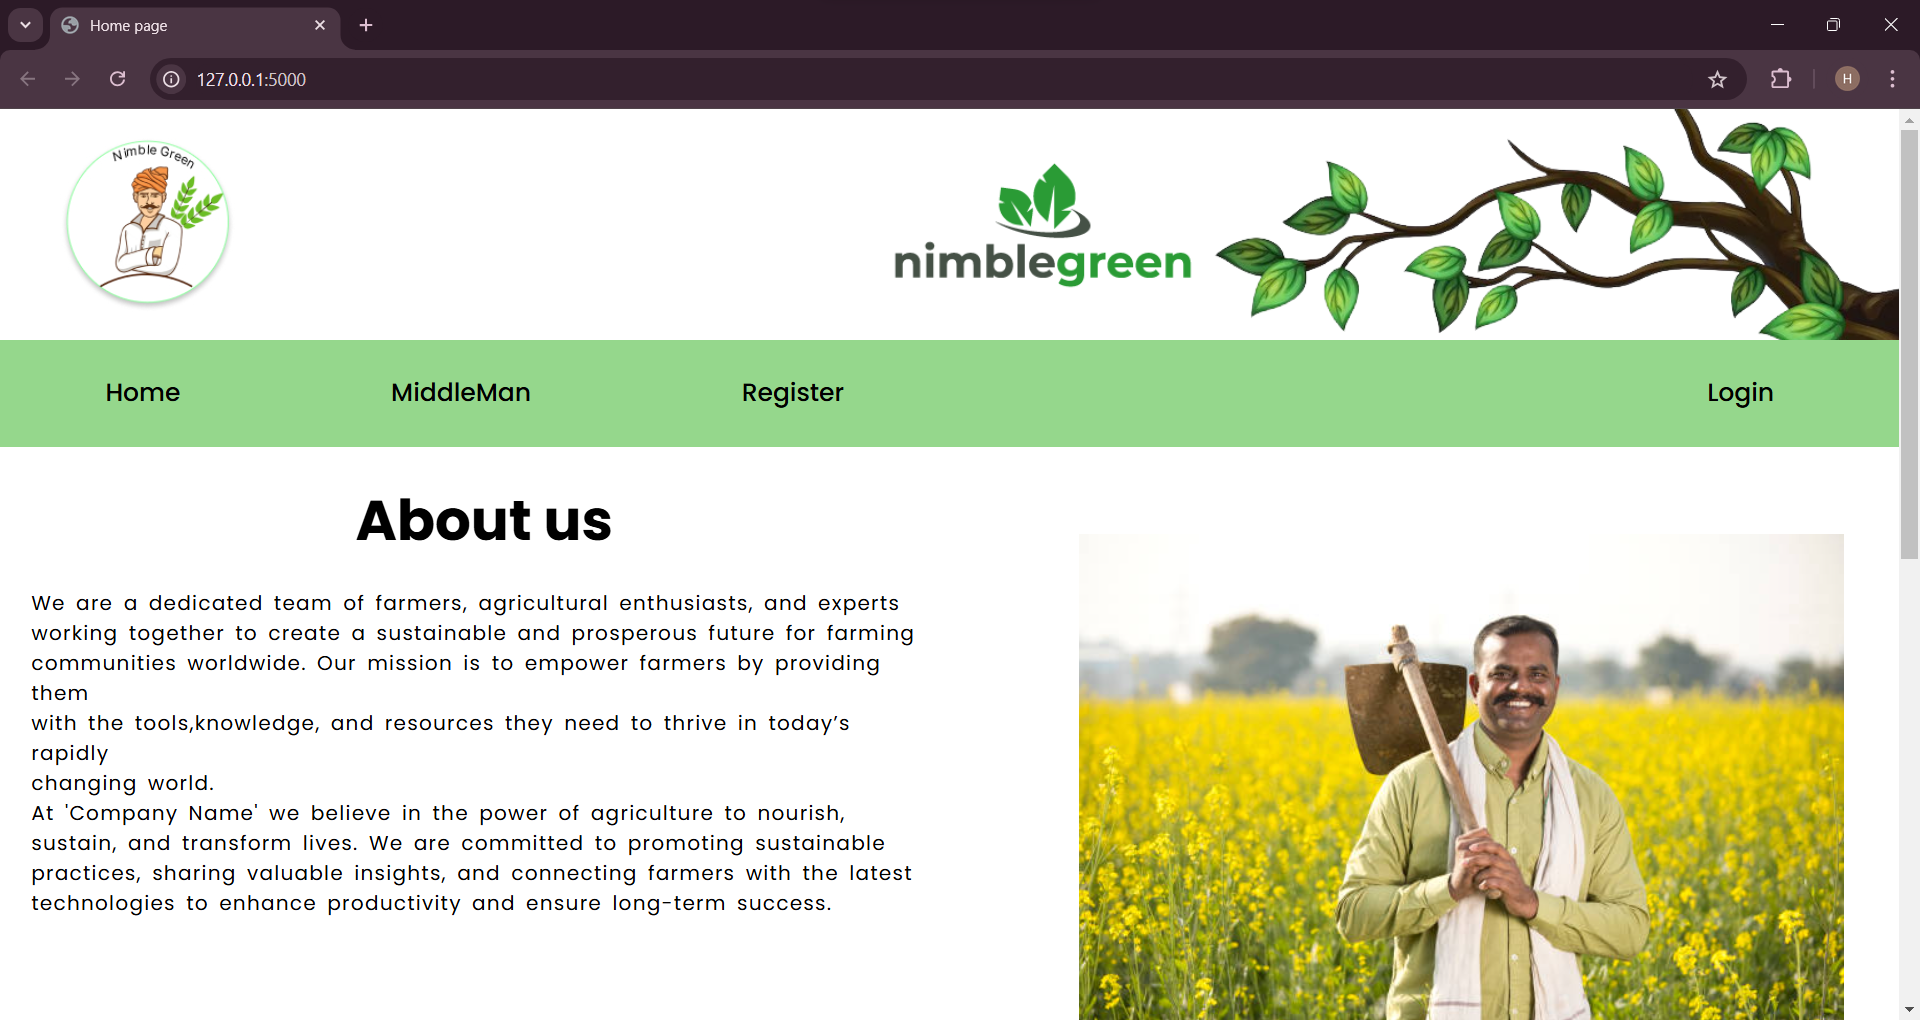 Home page
127.0.0.1:5000
H
Nimble Green
nimblegreen
Home
MiddleMan
Register
Login
About us
We are a dedicated team of farmers, agricultural enthusiasts, and experts
working together to create a sustainable and prosperous future for farming
communities worldwide. Our mission is to empower farmers by providing
them
with the tools,knowledge, and resources they need to thrive in today’s
rapidly
changing world.
At 'Company Name' we believe in the power of agriculture to nourish,
sustain, and transform lives. We are committed to promoting sustainable
practices, sharing valuable insights, and connecting farmers with the latest
technologies to enhance productivity and ensure long-term success.